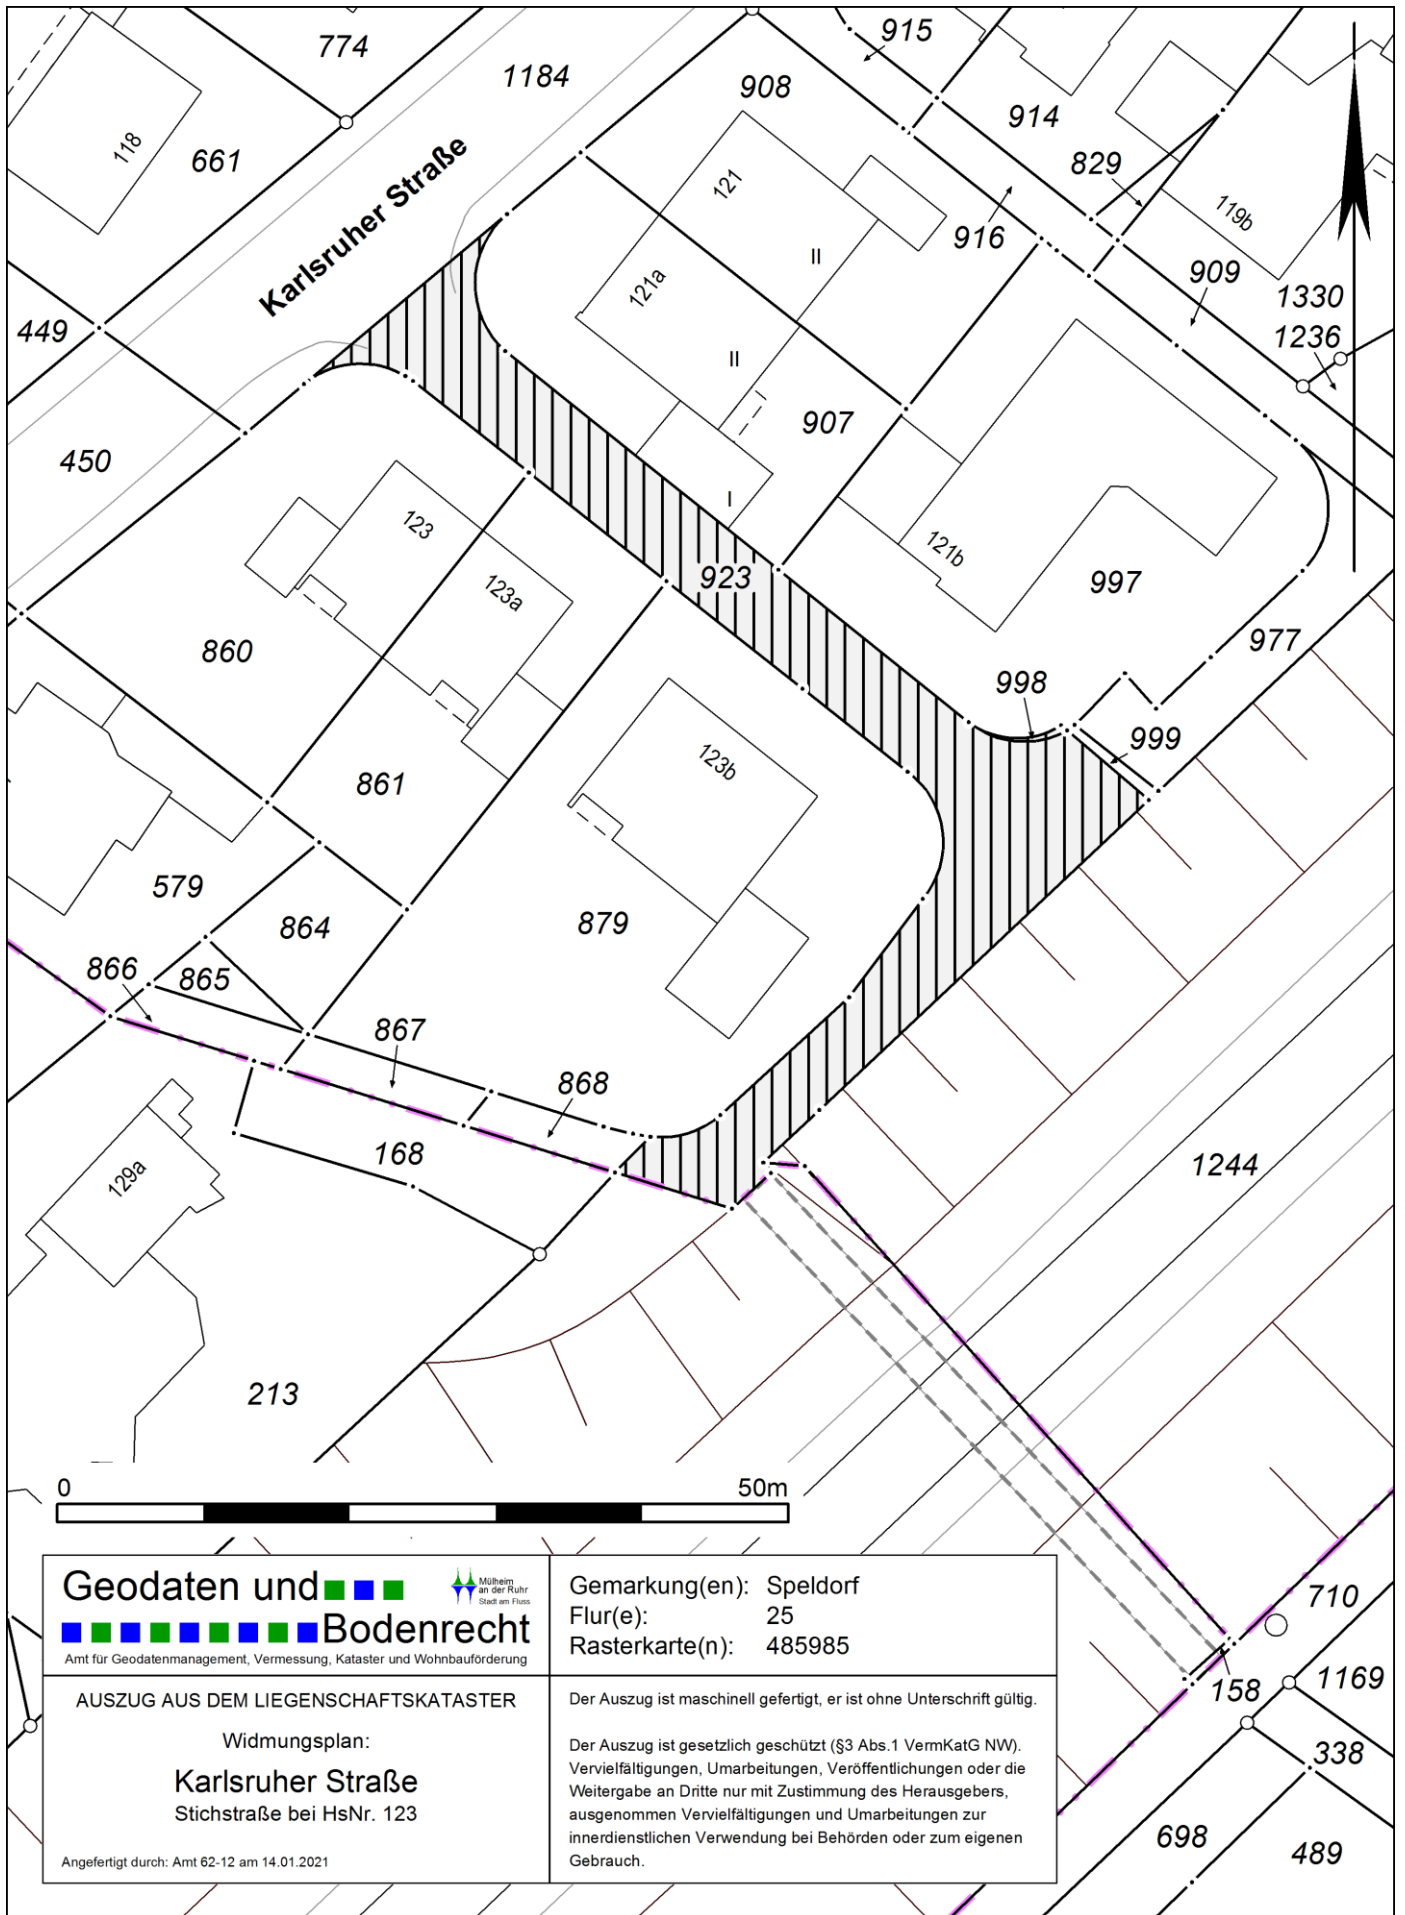 774
1184
908
915
914
829
118
661
Karlsruher Straße
121
121a
II
II
I
916
119b
909
1330
1236
449
450
907
923
121b
997
977
998
999
123
123a
860
861
123b
579
864
879
865
866
867
868
168
129a
213
1244
710
158
1169
338
698
489
0 50m
Geodaten und
Bodenrecht
Mülheim
an der Ruhr
Stadt am Fluss
Amt für Geodatenmanagement, Vermessung, Kataster und Wohnbauförderung
Gemarkung(en): Speldorf
Flur(e): 25
Rasterkarte(n): 485985
AUSZUG AUS DEM LIEGENSCHAFTSKATASTER
Widmungsplan:
Karlsruher Straße
Stichstraße bei HsNr. 123
Angefertigt durch: Amt 62-12 am 14.01.2021
Der Auszug ist maschinell gefertigt, er ist ohne Unterschrift gültig.
Der Auszug ist gesetzlich geschützt (§3 Abs.1 VermKatG NW).
Vervielfältigungen, Umarbeitungen, Veröffentlichungen oder die
Weitergabe an Dritte nur mit Zustimmung des Herausgebers,
ausgenommen Vervielfältigungen und Umarbeitungen zur
innerdienstlichen Verwendung bei Behörden oder zum eigenen
Gebrauch.